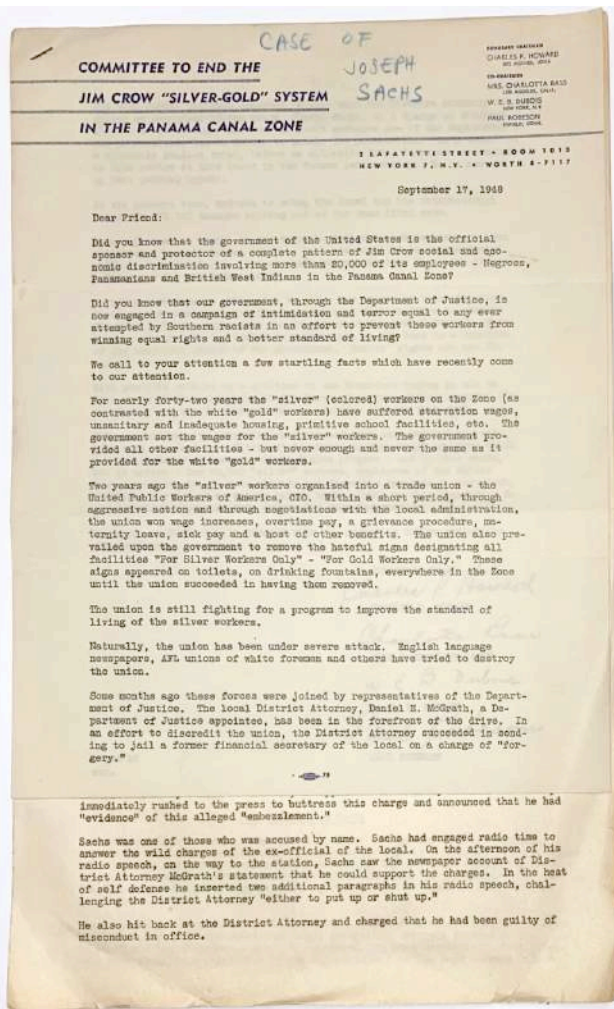 CASE OF
JOSEPH
SACHS
COMMITTEE TO END THE
JIM CROW "SILVER-GOLD" SYSTEM
IN THE PANAMA CANAL ZONE
CHARLES P. HOWARD
MRS. CHARLOTTA BASS
W. E. B. DUBOIS
PAUL ROBESON
2 LAFAYETTE STREET • ROOM 1013
NEW YORK 7, N.Y. • WORTH
September 17, 1948
Dear Friend:
Did you know that the government of the United States is the official
sponsor and protector of a complete pattern of Jim Crow social and eco-
nomic discrimination involving more than 20,000 of its employees - Negroes,
Panamanians and British West Indians in the Panama Canal Zone?
Did you know that our government, through the Department of Justice, is
now engaged in a campaign of intimidation and terror equal to any ever
attempted by Southern racists in an effort to prevent these workers from
winning equal rights and a better standard of living?
We call to your attention a few startling facts which have recently come
to our attention.
For nearly forty-two years the "silver" (colored) workers on the Zone (as
contrasted with the white "gold" workers) have suffered starvation wages,
unsanitary and inadequate housing, primitive school facilities, etc. The
government set the wages for the "silver" workers. The government pro-
vided all other facilities - but never enough and never the same as it
provided for the white "gold" workers.
Two years ago the "silver" workers organized into a trade union - the
United Public Workers of America, CIO. Within a short period, through
aggressive action and through negotiations with the local administration,
the union won wage increases, overtime pay, a grievance procedure, ma-
ternity leave, sick pay and a host of other benefits. The union also pre-
vailed upon the government to remove the hateful signs designating all
facilities "For Silver Workers Only" - "For Gold Workers Only." These
signs appeared on toilets, on drinking fountains, everywhere in the Zone
until the union succeeded in having them removed.
The union is still fighting for a program to improve the standard of
living of the silver workers.
Naturally, the union has been under severe attack. English language
newspapers, AFL unions of white foremen and others have tried to destroy
the union.
Some months ago these forces were joined by representatives of the Depart-
ment of Justice. The local District Attorney, Daniel E. McGrath, a De-
partment of Justice appointee, has been in the forefront of the drive. In
an effort to discredit the union, the District Attorney succeeded in send-
ing to jail a former financial secretary of the local on a charge of "for-
gery."
immediately rushed to the press to buttress this charge and announced that he had
"evidence" of this alleged "embezzlement."
Sachs was one of those who was accused by name. Sachs had engaged radio time to
answer the wild charges of the ex-official of the local. On the afternoon of his
radio speech, on the way to the station, Sachs saw the newspaper account of Dis-
trict Attorney McGrath's statement that he could support the charges. In the heat
of self defense he inserted two additional paragraphs in his radio speech, chal-
lenging the District Attorney "either to put up or shut up."
He also hit back at the District Attorney and charged that he had been guilty of
misconduct in office.